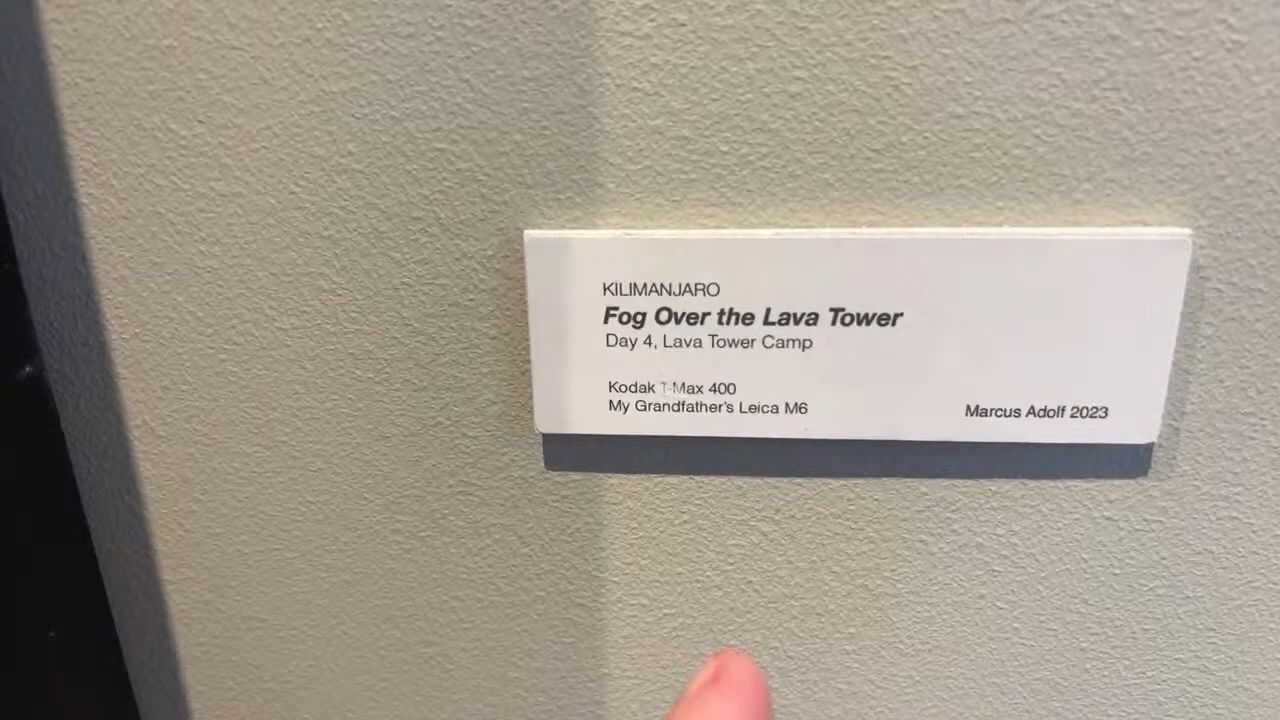 KILIMANJARO
Fog Over the Lava Tower
Day 4, Lava Tower Camp
Kodak T-Max 400
My Grandfather's Leica M6
Marcus Adolf 2023